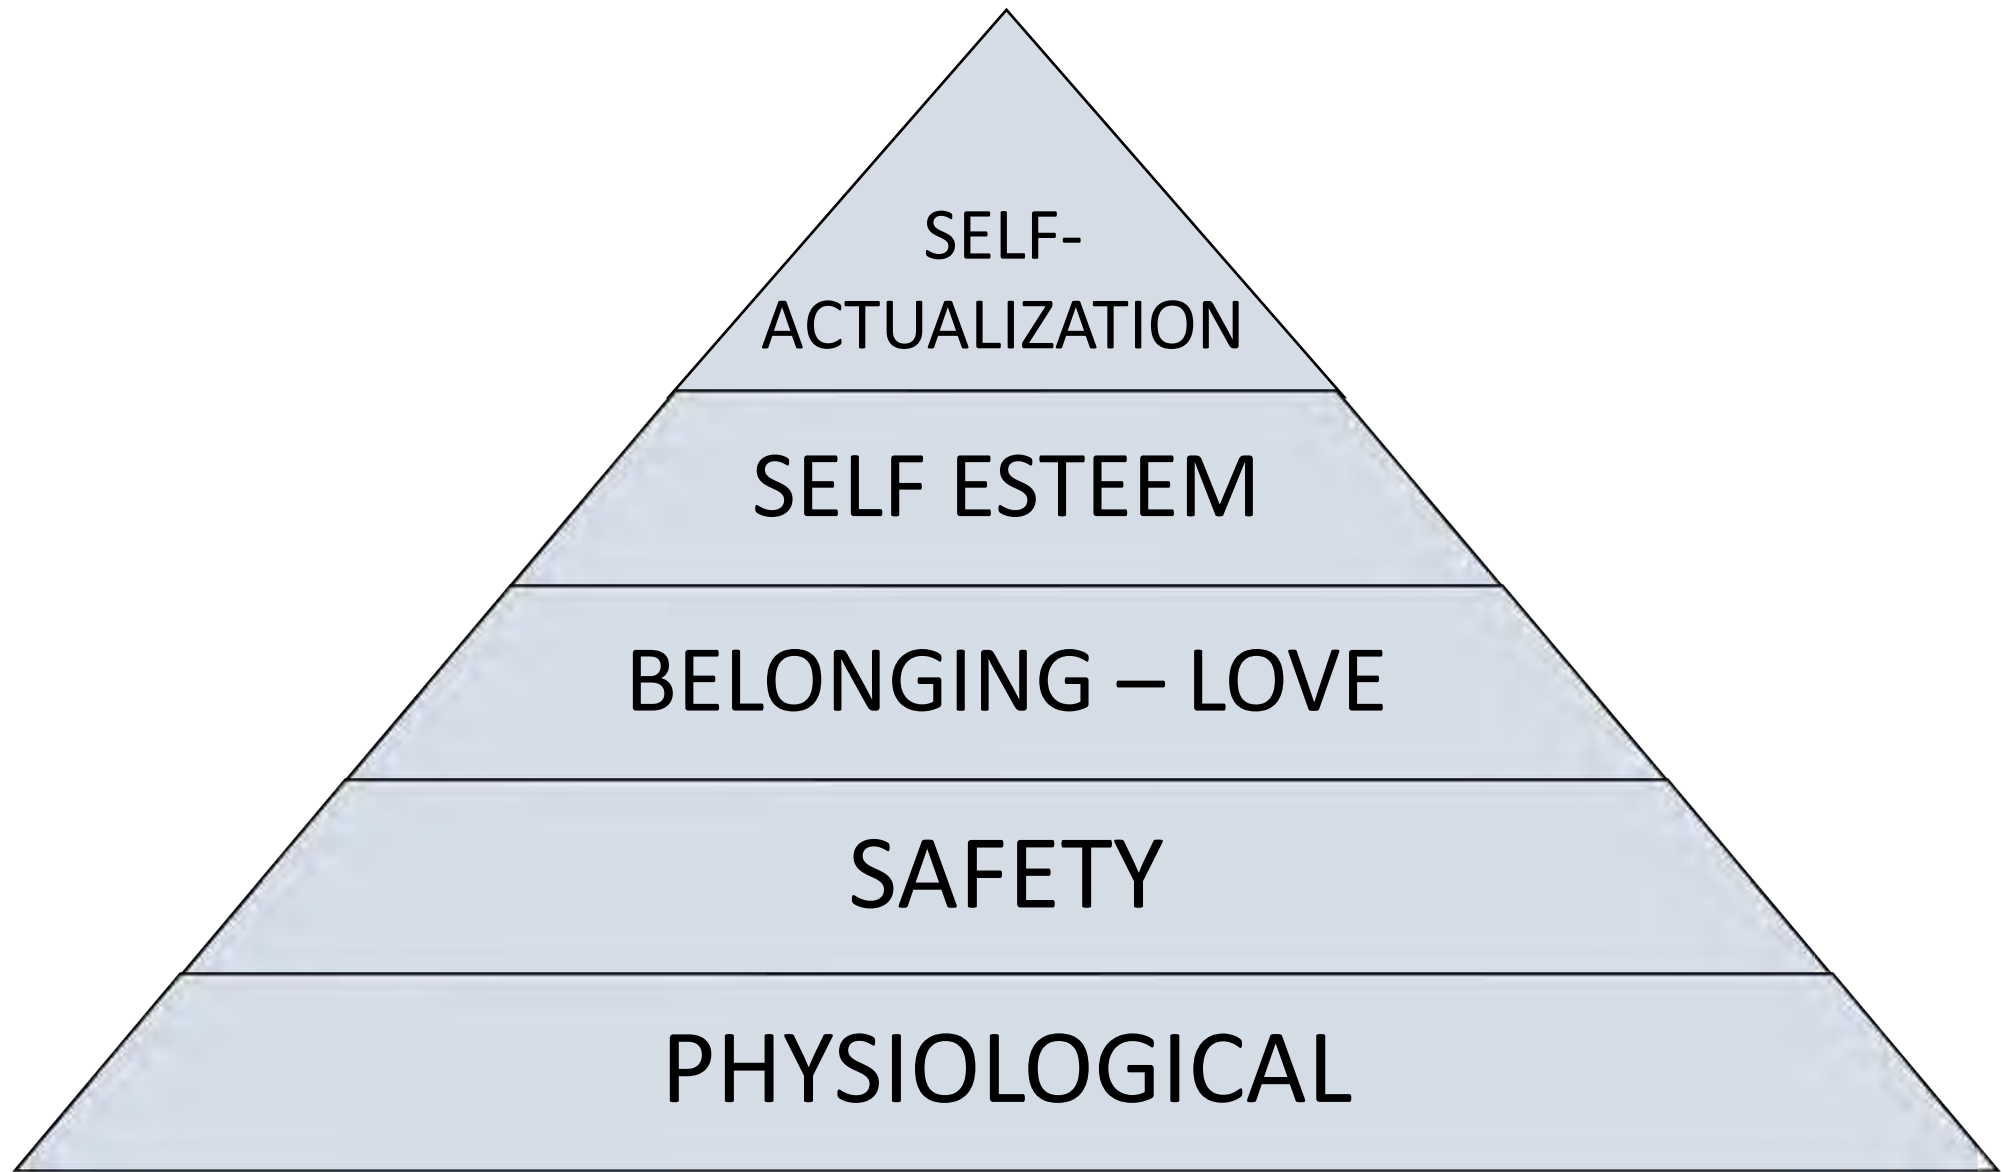 SELF-
ACTUALIZATION
SELF ESTEEM
BELONGING – LOVE
SAFETY
PHYSIOLOGICAL